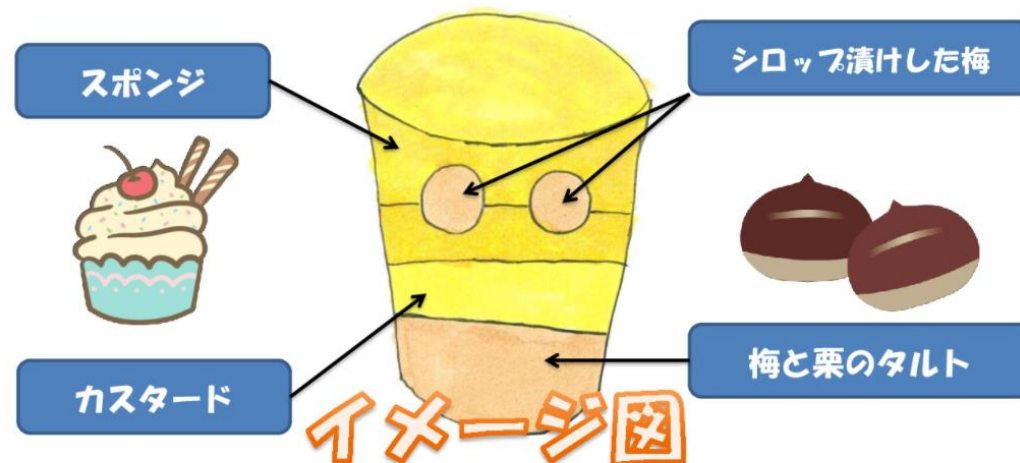 スポンジ
シロップ漬けした梅
カスタード
梅と栗のタルト
イメージ図